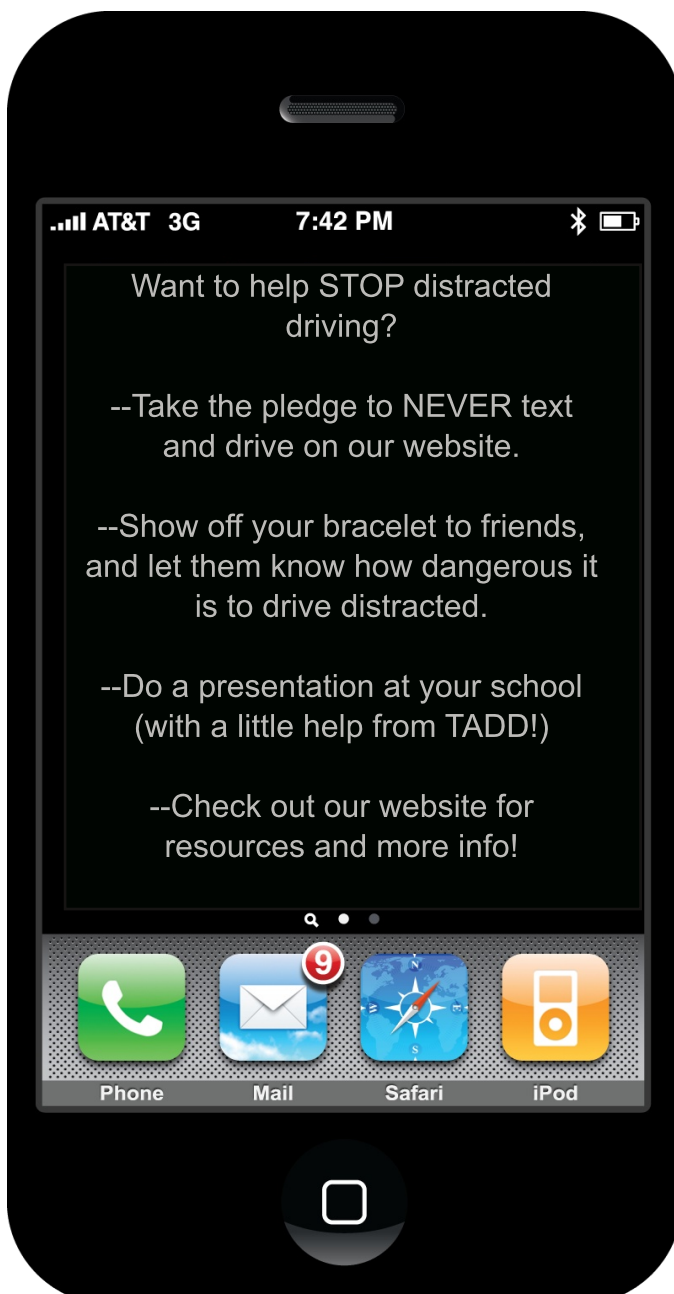 AT&T 3G 7:42 PM
Want to help STOP distracted
driving?
--Take the pledge to NEVER text
and drive on our website.
--Show off your bracelet to friends,
and let them know how dangerous it
is to drive distracted.
--Do a presentation at your school
(with a little help from TADD!)
--Check out our website for
resources and more info!
9
N
S
Phone Mail Safari iPod